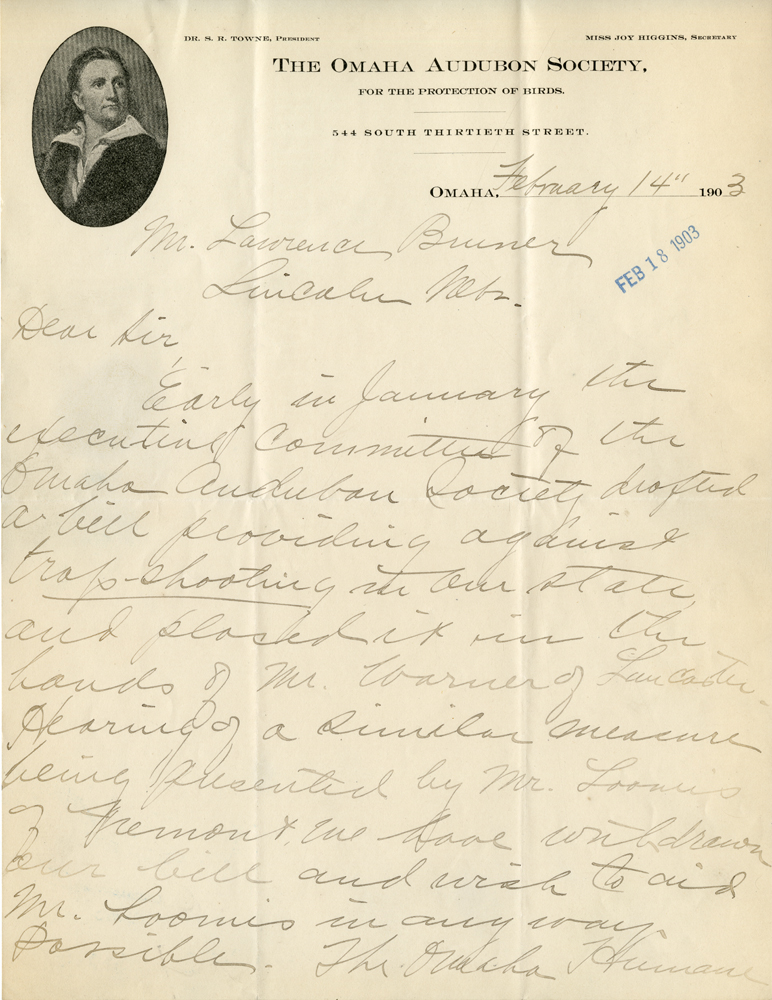 DR. S. R. TOWNE, PRESIDENT
MISS JOY HIGGINS, SECRETARY
THE OMAHA AUDUBON SOCIETY,
FOR THE PROTECTION OF BIRDS.
544 SOUTH THIRTIETH STREET.
OMAHA, February 14" 1903
FEB 18 1903
Mr. Lawrence Bruner
Lincoln Nebr.
Dear Sir,
Early in January the
executive committee of the
Omaha Audubon Society drafted
a bill providing against
trap-shooting in our state
and placed it in the
hands of Mr. Warner of Lancaster.
Hearing of a similar measure
being presented by Mr. Loomis
of Fremont, we have withdrawn
our bill and wish to aid
Mr. Loomis in any way
possible. The Omaha Humane